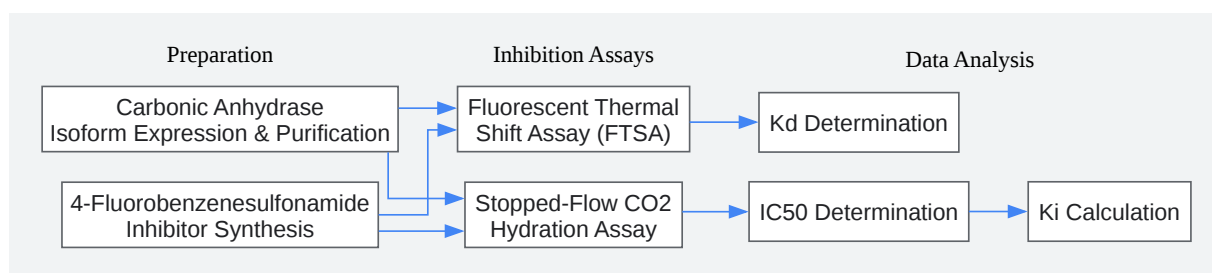 Preparation
Inhibition Assays
Data Analysis
Carbonic Anhydrase
Isoform Expression & Purification
Fluorescent Thermal
Shift Assay (FTSA)
Kd Determination
4-Fluorobenzenesulfonamide
Inhibitor Synthesis
Stopped-Flow CO2
Hydration Assay
IC50 Determination
Ki Calculation